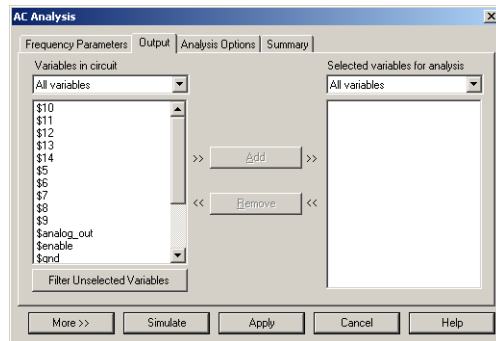 AC Analysis
Frequency Parameters Output Analysis Options Summary
Variables in circuit
Selected variables for analysis
All variables
All variables
$10
$11
$12
$13
$14
$5
$6
$7
$8
$9
$analog_out
$enable
$gnd
>> Add >>
<< Remove <<
Filter Unselected Variables
More >> Simulate Apply Cancel Help